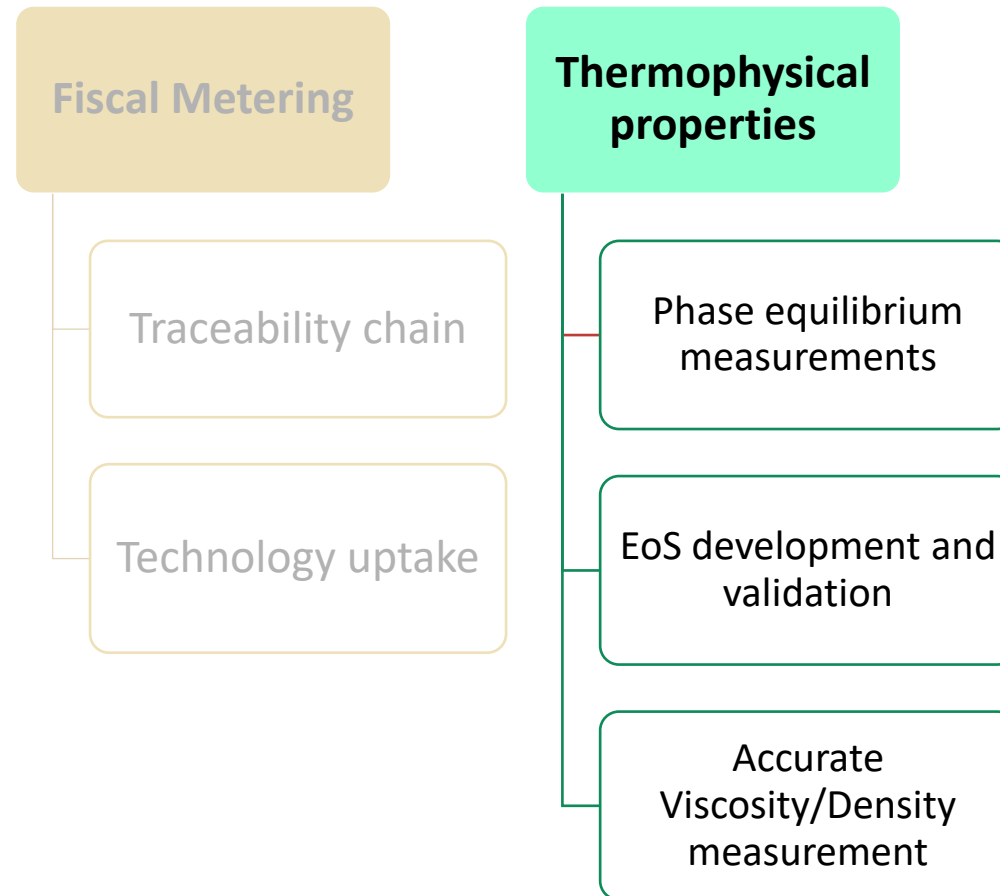 Fiscal Metering
Traceability chain
Technology uptake
Thermophysical
properties
Phase equilibrium
measurements
EoS development and
validation
Accurate
Viscosity/Density
measurement